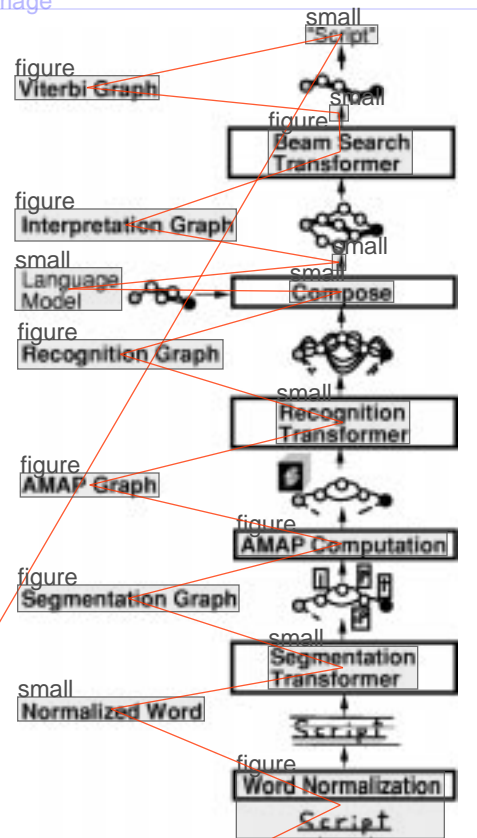 image
small
"Script"
figure
Viterbi Graph
small
figure
Beam Search
Transformer
figure
Interpretation Graph
small
small
Language
Model
small
Compose
figure
Recognition Graph
small
Recognition
Transformer
figure
AMAP Graph
figure
AMAP Computation
figure
Segmentation Graph
small
Segmentation
Transformer
small
Normalized Word
Script
figure
Word Normalization
Script